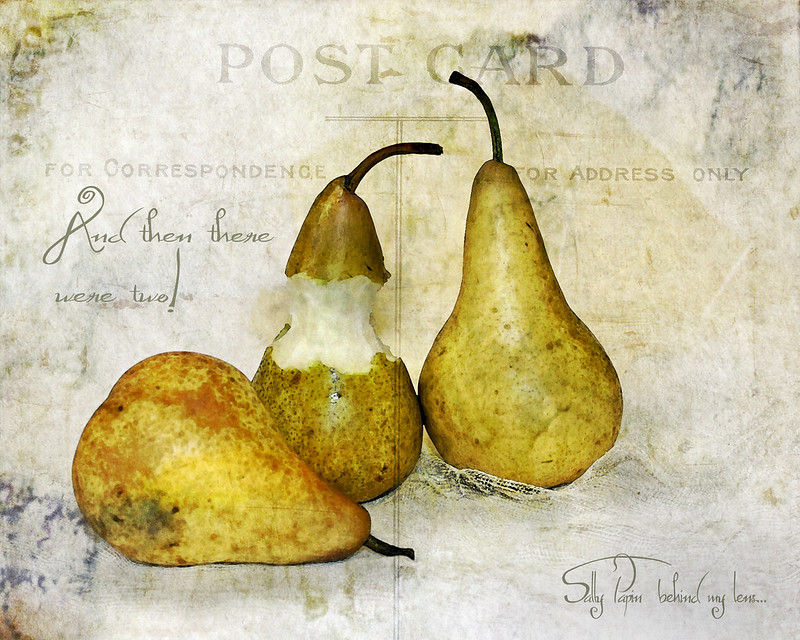 POST CARD
FOR CORRESPONDENCE
FOR ADDRESS ONLY
And then there
were two!
Sally Papin behind my lens...